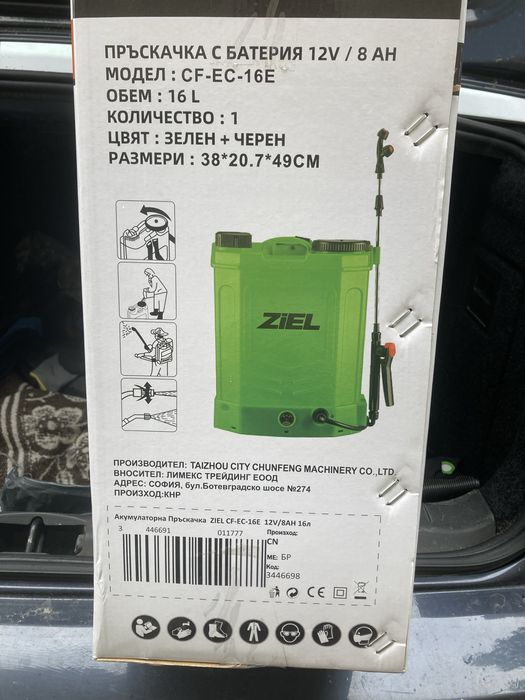 ПРЪСКАЧКА С БАТЕРИЯ 12V / 8 AH
МОДЕЛ : CF-EC-16E
ОБЕМ : 16 L
КОЛИЧЕСТВО : 1
ЦВЯТ : ЗЕЛЕН + ЧЕРЕН
РАЗМЕРИ : 38*20.7*49CM
ZiEL
ПРОИЗВОДИТЕЛ: TAIZHOU CITY CHUNFENG MACHINERY CO.,LTD.
ВНОСИТЕЛ: ЛИМЕКС ТРЕЙДИНГ ЕООД
АДРЕС: СОФИЯ, бул.Ботевградско шосе №274
ПРОИЗХОД:КНР
Акумулаторна Пръскачка ZIEL CF-EC-16E 12V/8AH 16л
3 446691 011777
Произход:
CN
МЕ: БР
Код:
3446698
CE